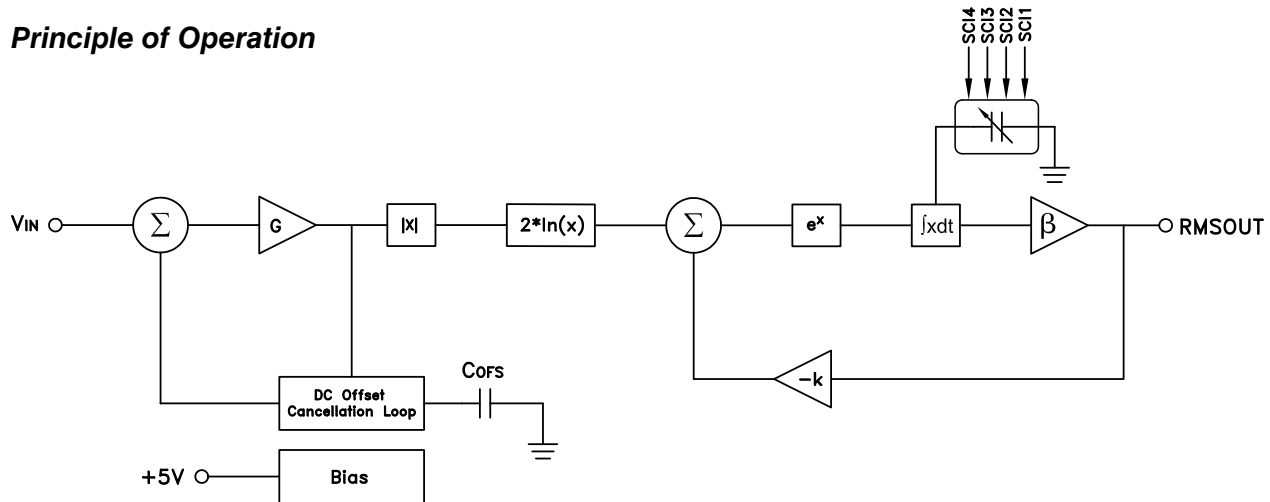 Principle of Operation
SCI4
SCI3
SCI2
SCI1
VIN
Σ
G
|x|
2*ln(x)
Σ
e^x
∫xdt
β
RMSOUT
-k
DC Offset
Cancellation Loop
COFS
+5V
Bias